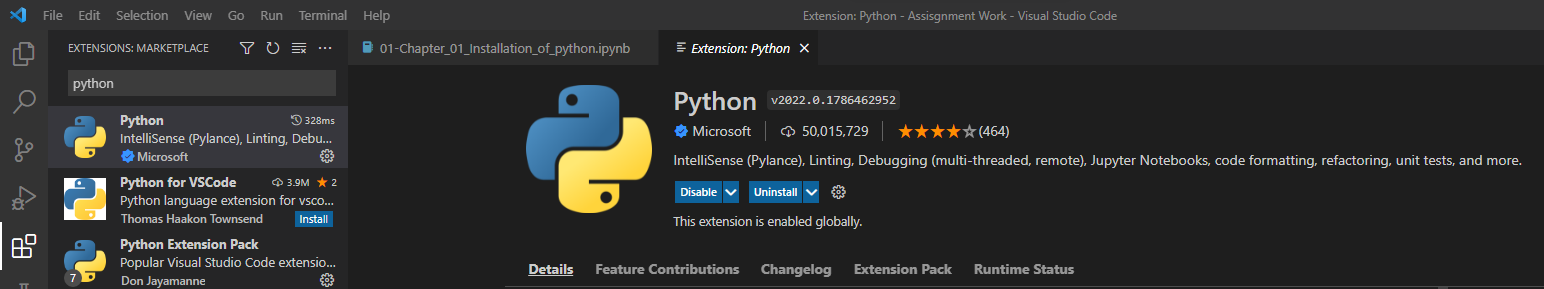 File Edit View Go Run Terminal Help
Extension: Python - Assisgnment Work - Visual Studio Code
EXTENSIONS: MARKETPLACE
python
Python 328ms
IntelliSense (Pylance), Linting, Debu...
Microsoft
Python for VSCode 3.9M 2
Python language extension for vsco...
Thomas Haakon Townsend Install
Python Extension Pack
Popular Visual Studio Code extensio...
7 Don Jayamanne
01-Chapter_01_Installation_of_python.ipynb
Extension: Python
Python v2022.0.1786462952
Microsoft 50,015,729 (464)
IntelliSense (Pylance), Linting, Debugging (multi-threaded, remote), Jupyter Notebooks, code formatting, refactoring, unit tests, and more.
Disable Uninstall
This extension is enabled globally.
Details Feature Contributions Changelog Extension Pack Runtime Status